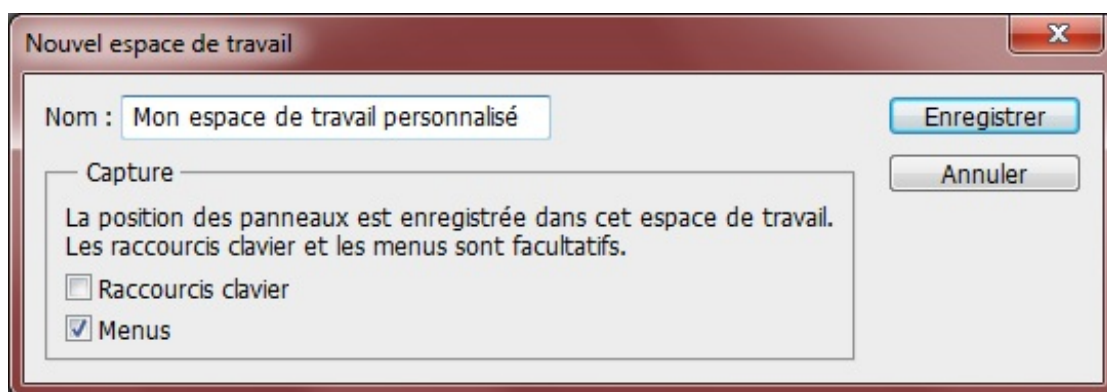 Nouvel espace de travail
Nom : Mon espace de travail personnalisé
Enregistrer
Annuler
Capture
La position des panneaux est enregistrée dans cet espace de travail.
Les raccourcis clavier et les menus sont facultatifs.
Raccourcis clavier
Menus